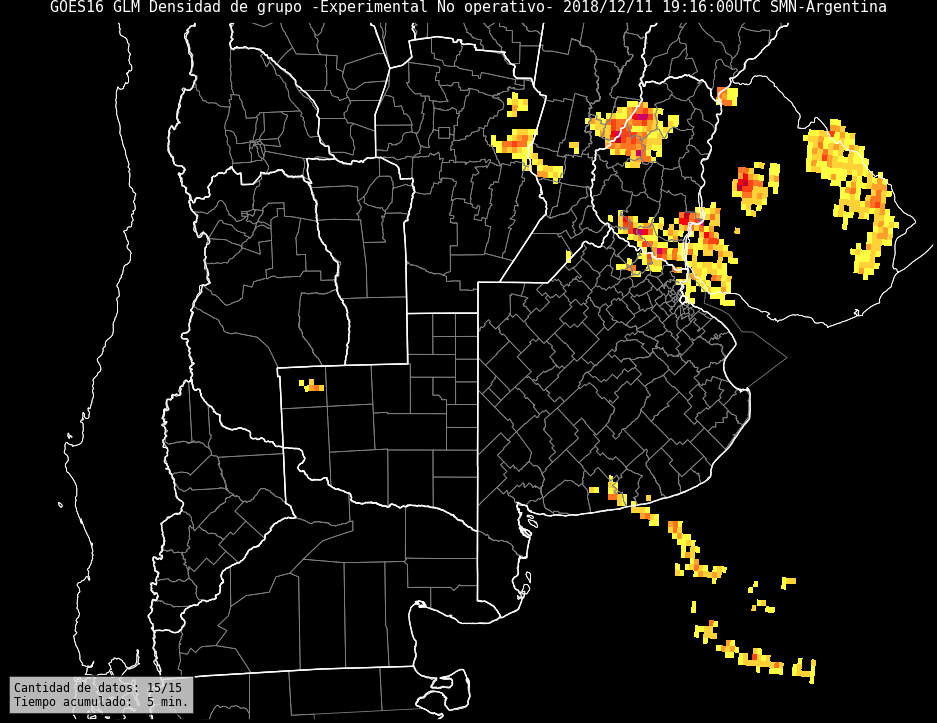 GOES16 GLM Densidad de grupo -Experimental No operativo- 2018/12/11 19:16:00UTC SMN-Argentina
Cantidad de datos: 15/15
Tiempo acumulado:  5 min.